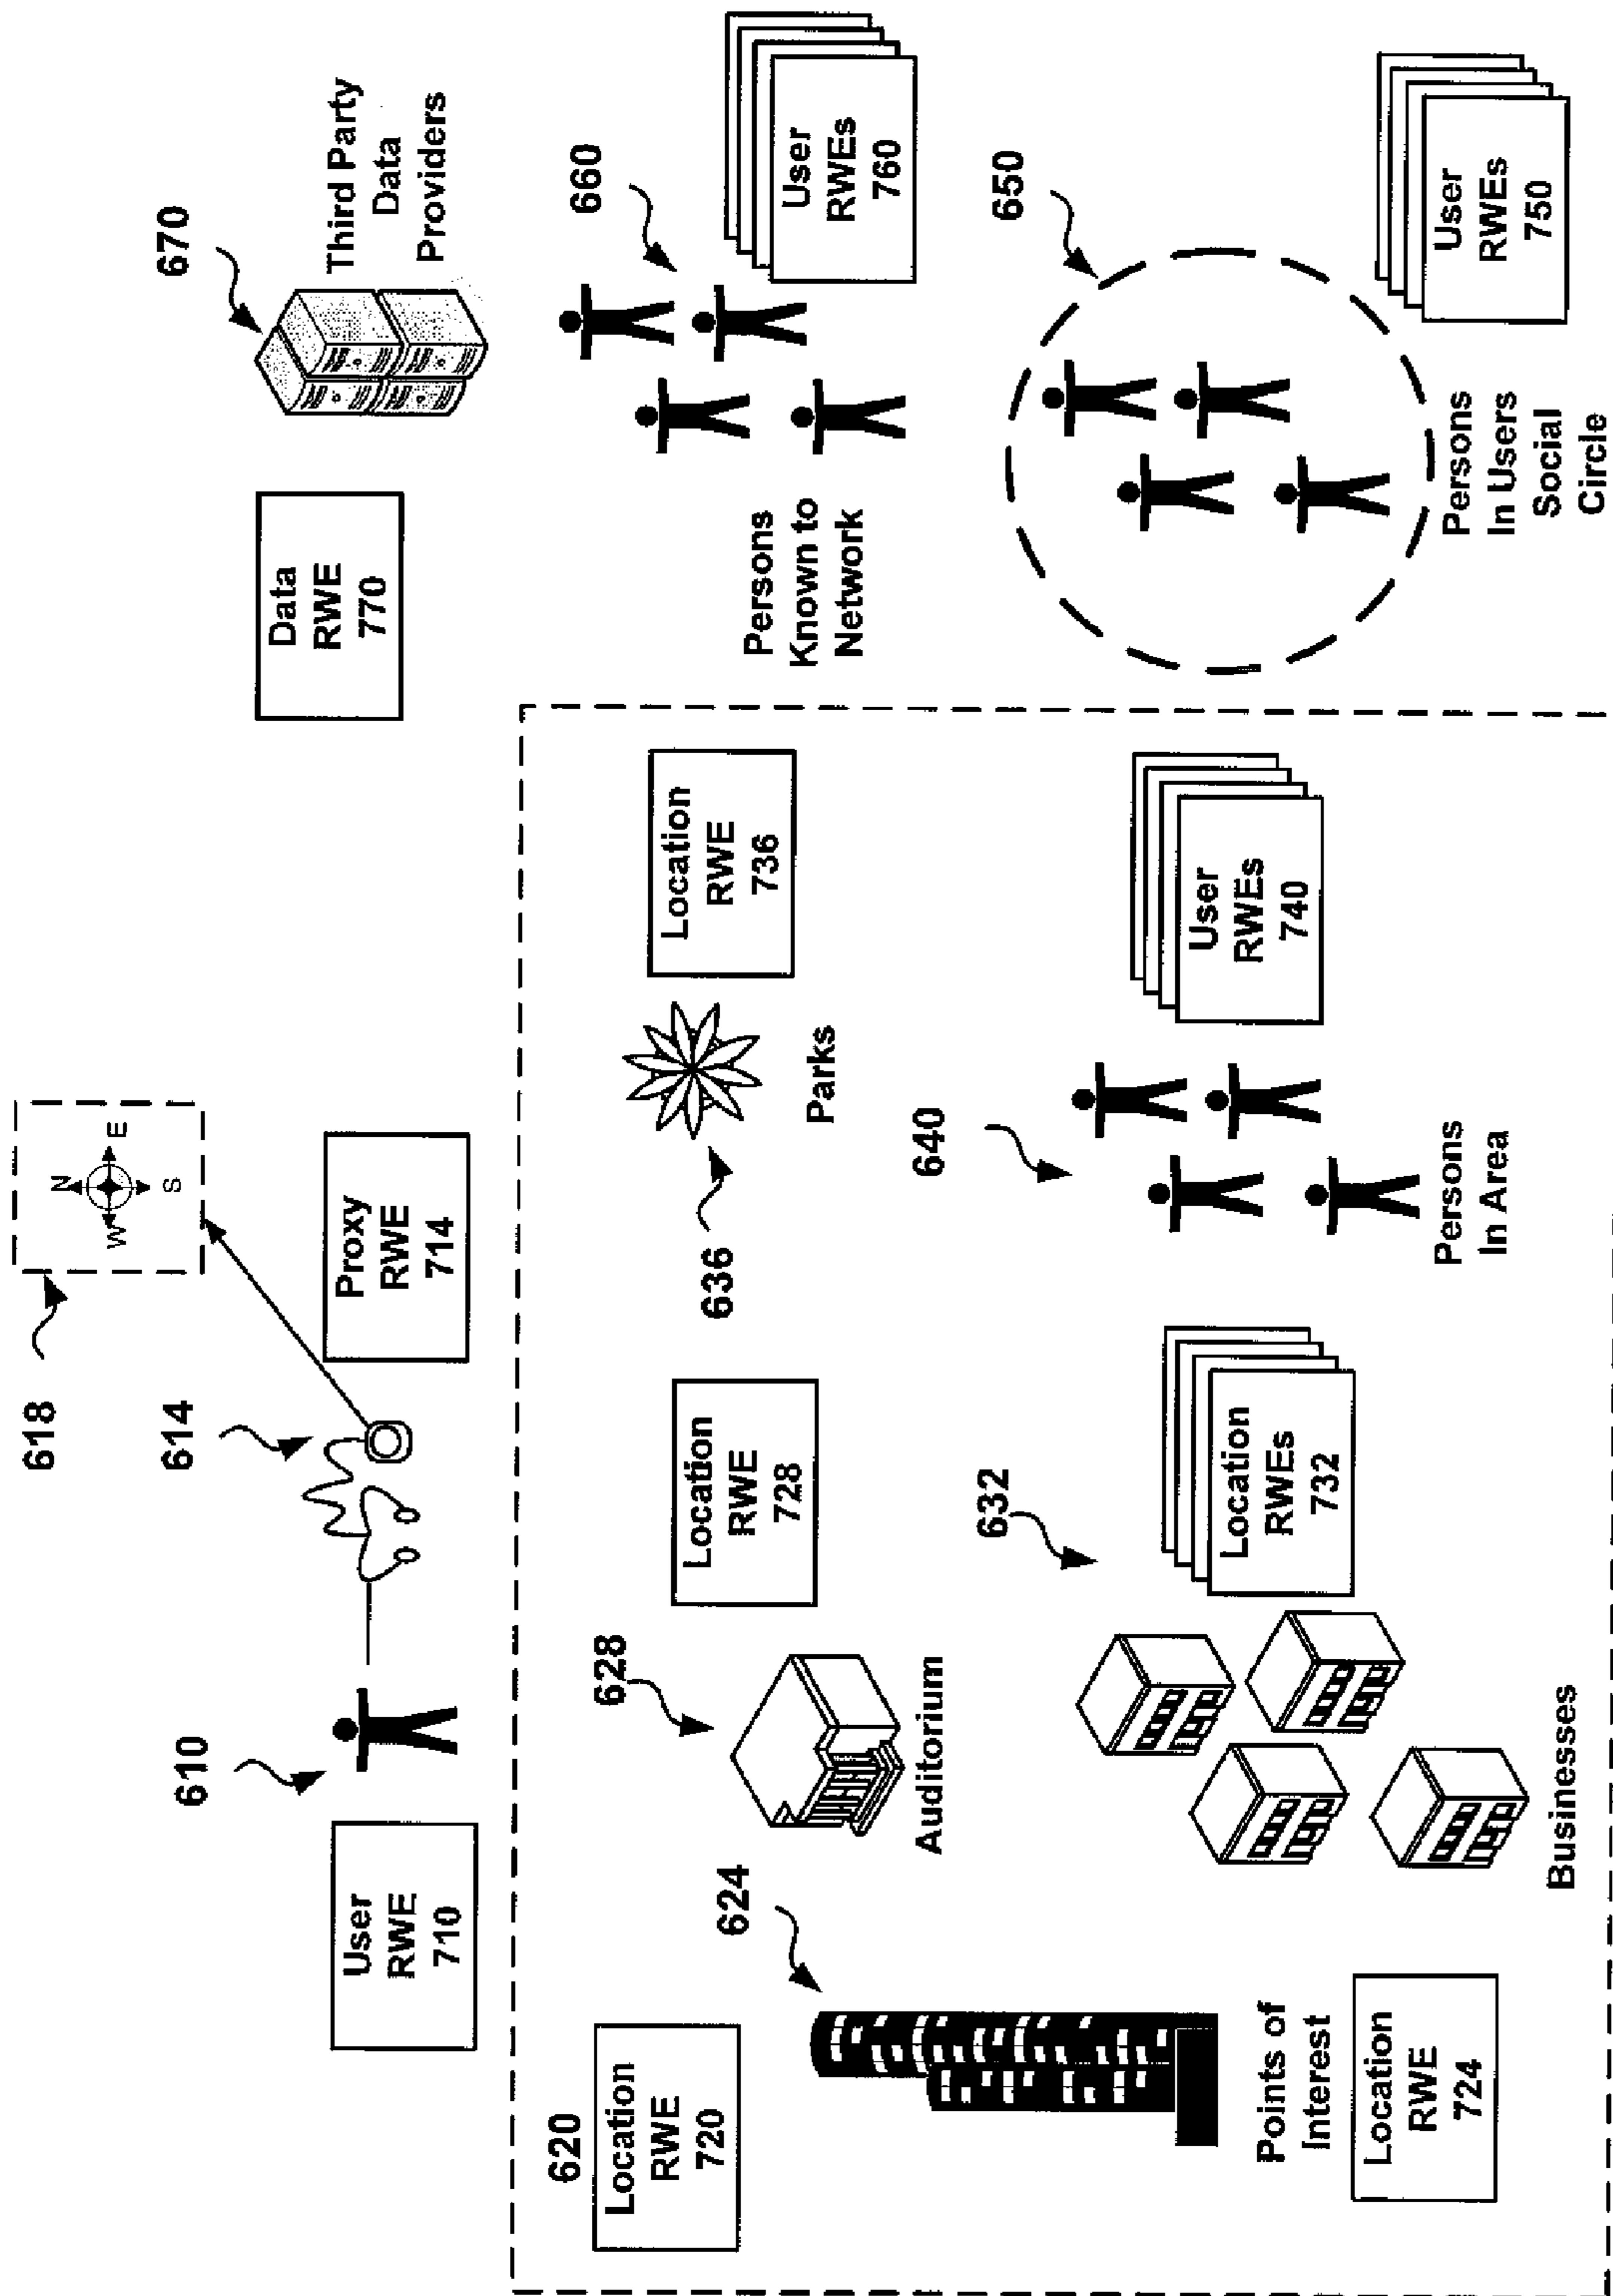 618
N
W
E
S
614
610
User
RWE
710
Proxy
RWE
714
Data
RWE
770
670
Third Party
Data
Providers
620
Location
RWE
720
624
Points of
Interest
Location
RWE
724
628
Auditorium
Location
RWE
728
636
Parks
Location
RWE
736
632
Businesses
Location
RWEs
732
640
Persons
In Area
User
RWEs
740
660
Persons
Known to
Network
User
RWEs
760
650
Persons
In Users
Social
Circle
User
RWEs
750